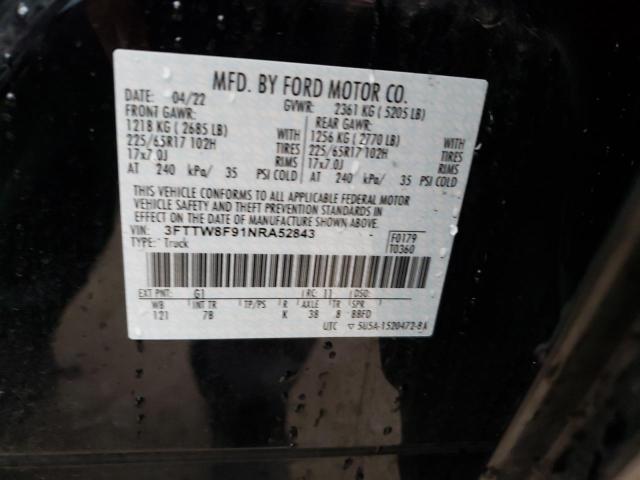 MFD. BY FORD MOTOR CO.
DATE: 04/22 GVWR: 2361 KG ( 5205 LB)
FRONT GAWR: REAR GAWR:
1218 KG ( 2685 LB) WITH 1256 KG ( 2770 LB) WITH
225/65R17 102H TIRES 225/65R17 102H TIRES
17x7.0J RIMS 17x7.0J RIMS
AT 240 kPa/ 35 PSI COLD AT 240 kPa/ 35 PSI COLD
THIS VEHICLE CONFORMS TO ALL APPLICABLE FEDERAL MOTOR
VEHICLE SAFETY AND THEFT PREVENTION STANDARDS IN
EFFECT ON THE DATE OF MANUFACTURE SHOWN ABOVE.
VIN: 3FTTW8F91NRA52843 F0179
TYPE: Truck T0360
EXT PNT: G1 RC: 11 DSO:
WB INT TR TP/PS R AXLE TR SPR
121 7B K 38 8 BBFD
UTC ▽ 5U5A-1520472-BA